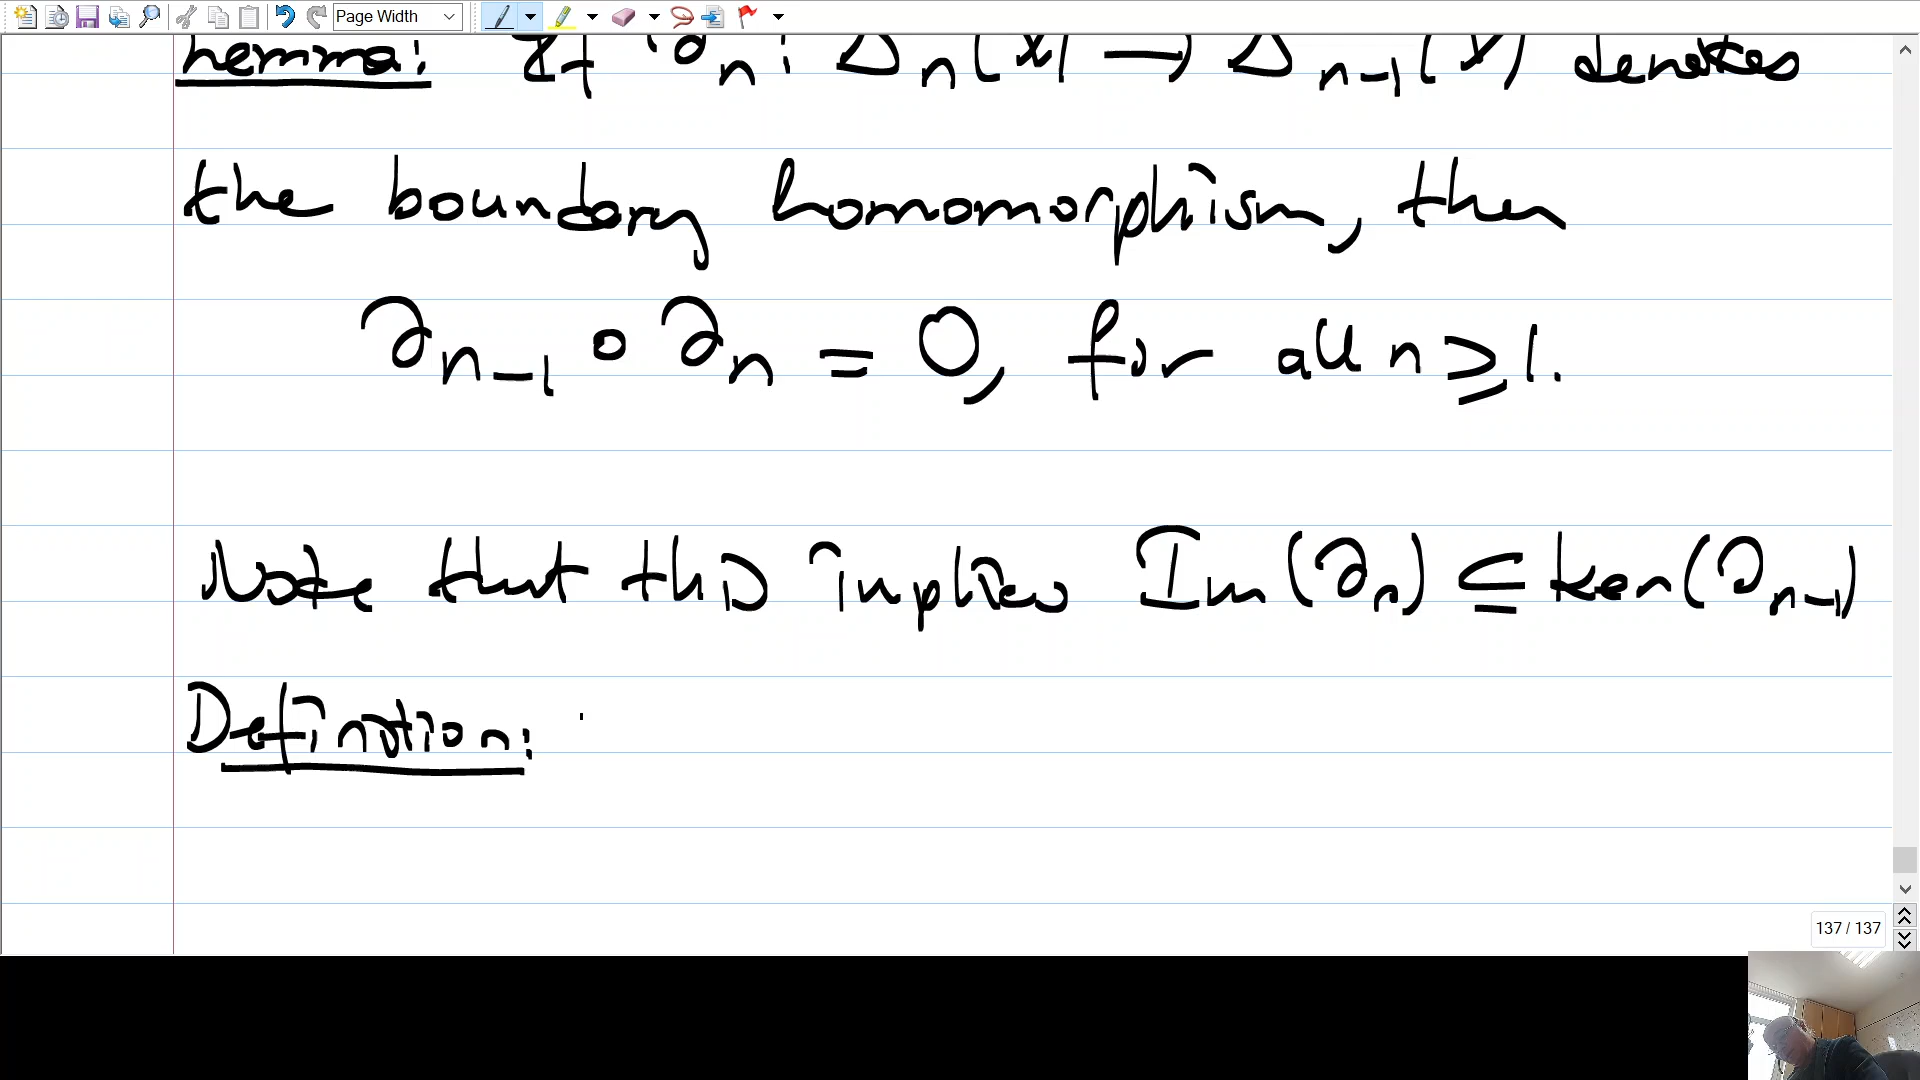 Page Width
Lemma: If ∂n: Δn(X) → Δn-1(X) denotes
the boundary homomorphism, then
∂n-1 ∘ ∂n = 0, for all n ≥ 1.
Note that this implies Im(∂n) ⊆ ker(∂n-1)
Definition:
137 / 137